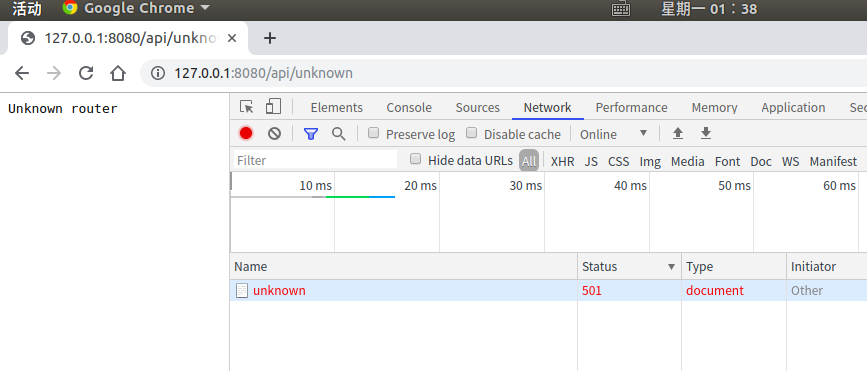 活动 Google Chrome 星期一 01：38
127.0.0.1:8080/api/unkno
127.0.0.1:8080/api/unknown
Unknown router
Elements Console Sources Network Performance Memory Application Sec
Preserve log Disable cache Online
Filter Hide data URLs All XHR JS CSS Img Media Font Doc WS Manifest
10 ms 20 ms 30 ms 40 ms 50 ms 60 ms
Name Status Type Initiator
unknown 501 document Other